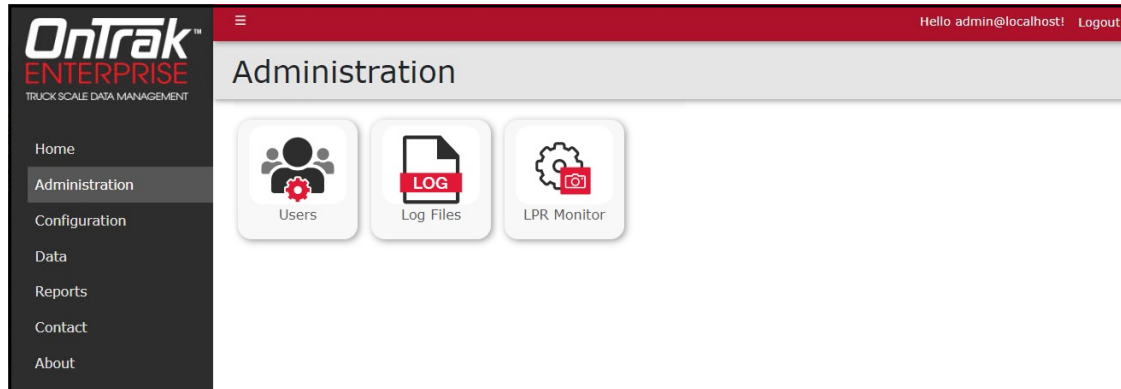 OnTrak™
ENTERPRISE
TRUCK SCALE DATA MANAGEMENT
Home
Administration
Configuration
Data
Reports
Contact
About
☰ Hello admin@localhost! Logout
Administration
LOG
Users Log Files LPR Monitor